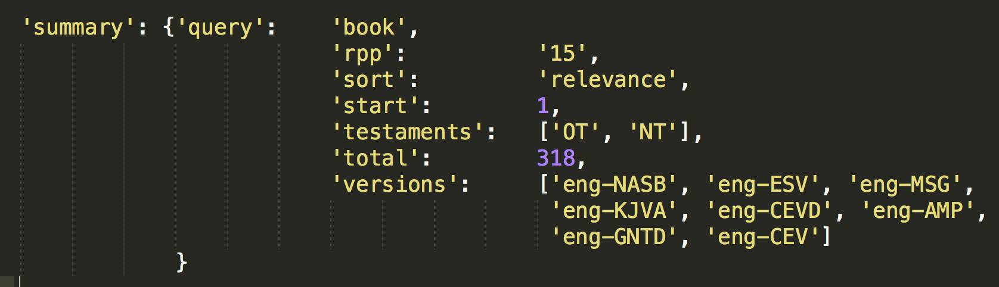 'summary': {'query': 'book',
'rpp': '15',
'sort': 'relevance',
'start': 1,
'testaments': ['OT', 'NT'],
'total': 318,
'versions': ['eng-NASB', 'eng-ESV', 'eng-MSG',
'eng-KJVA', 'eng-CEVD', 'eng-AMP',
'eng-GNTD', 'eng-CEV']
}